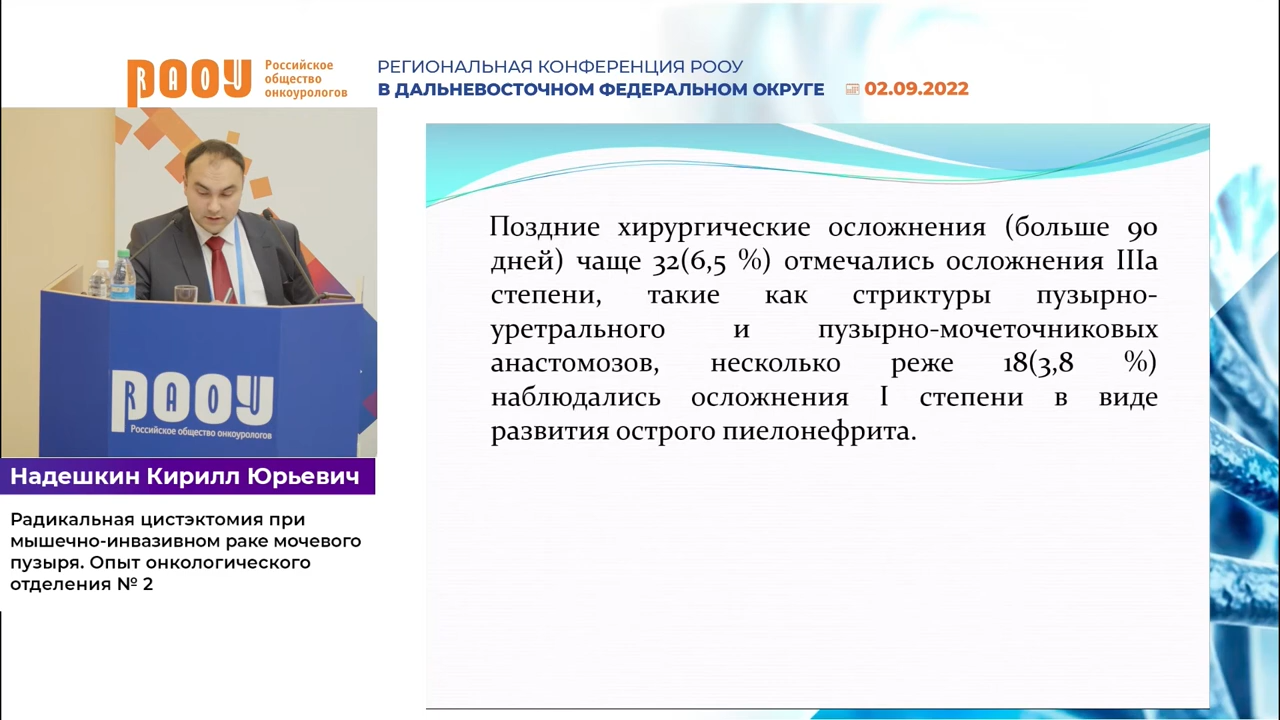 РАОУ
Российское
общество
онкоурологов
РЕГИОНАЛЬНАЯ КОНФЕРЕНЦИЯ РООУ
В ДАЛЬНЕВОСТОЧНОМ ФЕДЕРАЛЬНОМ ОКРУГЕ
02.09.2022
Поздние хирургические осложнения (больше 90
дней) чаще 32(6,5 %) отмечались осложнения IIIа
степени, такие как стриктуры пузырно-
уретрального и пузырно-мочеточниковых
анастомозов, несколько реже 18(3,8 %)
наблюдались осложнения I степени в виде
развития острого пиелонефрита.
РООУ
RAOU
Российское общество онкоурологов
Надешкин Кирилл Юрьевич
Радикальная цистэктомия при
мышечно-инвазивном раке мочевого
пузыря. Опыт онкологического
отделения № 2